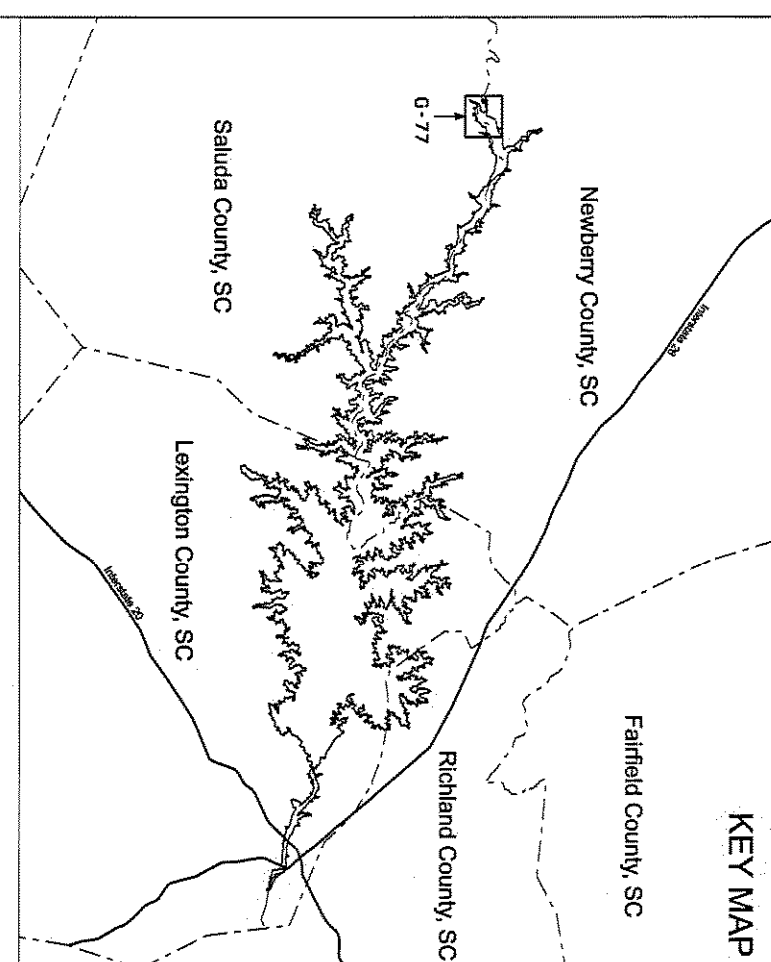 KEY MAP
Fairfield County, SC
Newberry County, SC
Interstate 26
Richland County, SC
G-77
Saluda County, SC
Lexington County, SC
Interstate 20